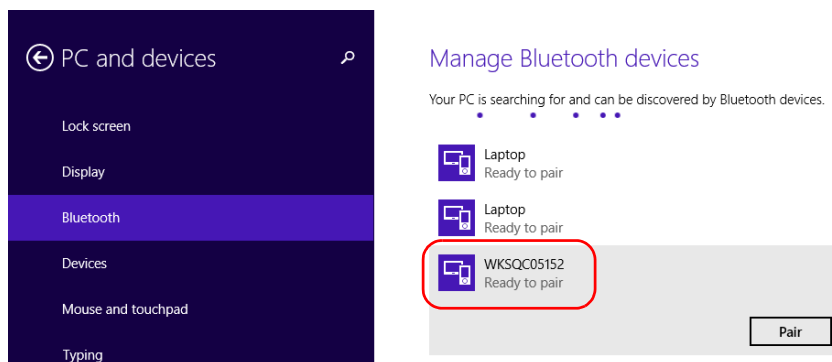 PC and devices
Lock screen
Display
Bluetooth
Devices
Mouse and touchpad
Typing
Manage Bluetooth devices
Your PC is searching for and can be discovered by Bluetooth devices.
Laptop
Ready to pair
Laptop
Ready to pair
WKSQC05152
Ready to pair
Pair